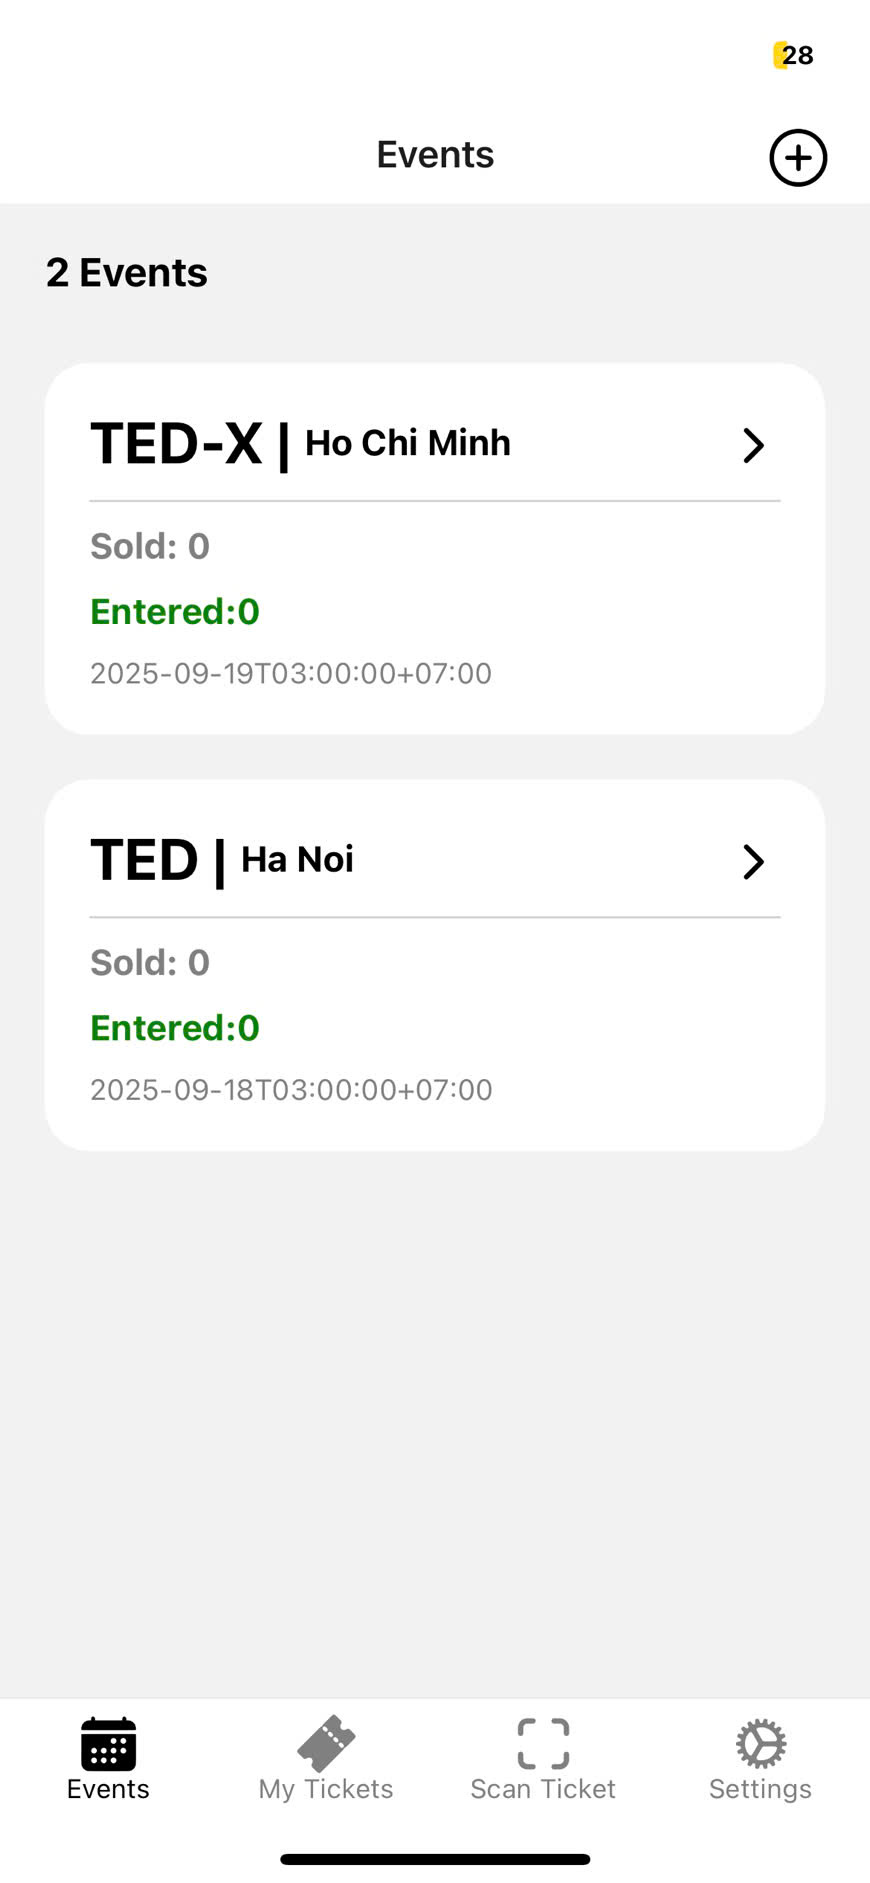 28
Events
2 Events
TED-X | Ho Chi Minh
Sold: 0
Entered:0
2025-09-19T03:00:00+07:00
TED | Ha Noi
Sold: 0
Entered:0
2025-09-18T03:00:00+07:00
Events
My Tickets
Scan Ticket
Settings